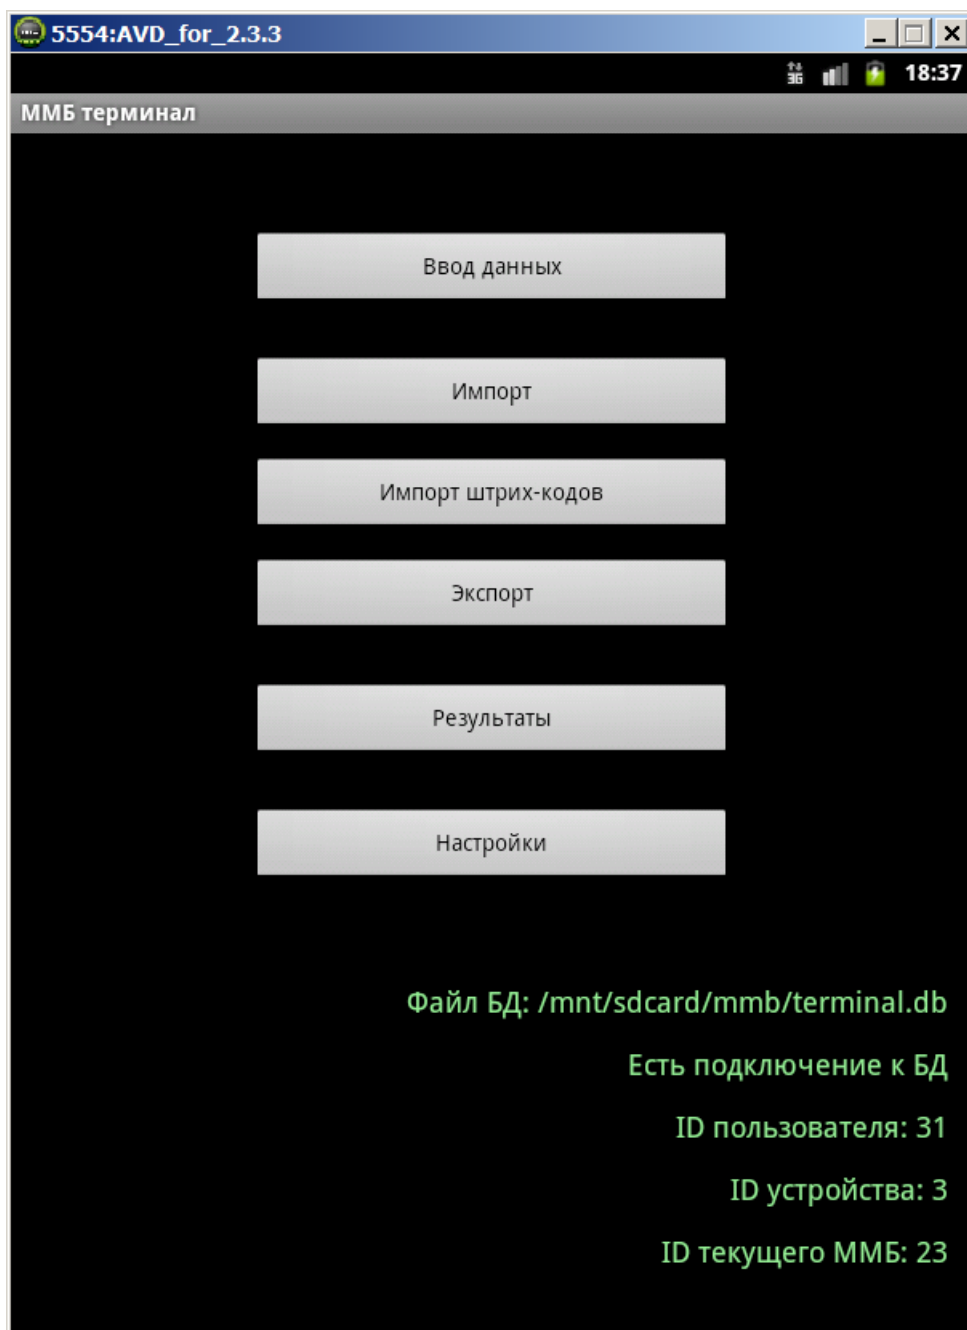 5554:AVD_for_2.3.3
3G 18:37
ММБ терминал
Ввод данных
Импорт
Импорт штрих-кодов
Экспорт
Результаты
Настройки
Файл БД: /mnt/sdcard/mmb/terminal.db
Есть подключение к БД
ID пользователя: 31
ID устройства: 3
ID текущего ММБ: 23